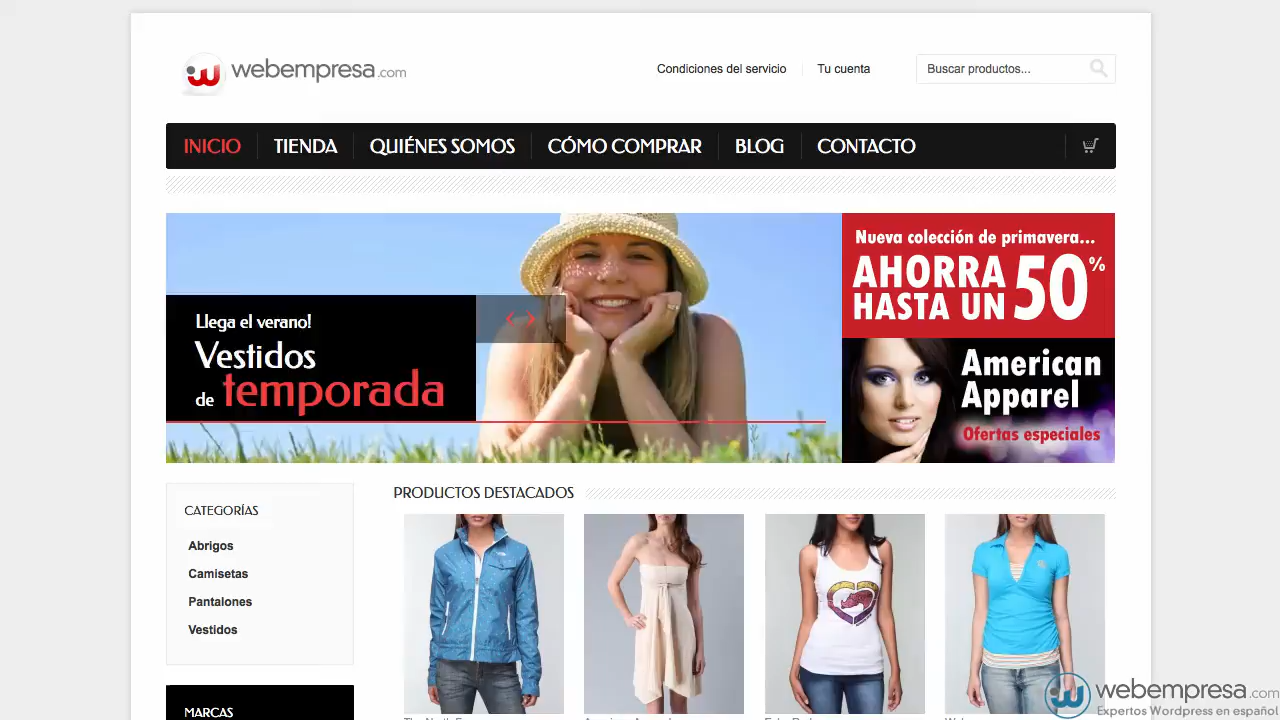 webempresa.com
Condiciones del servicio
Tu cuenta
Buscar productos...
INICIO
TIENDA
QUIÉNES SOMOS
CÓMO COMPRAR
BLOG
CONTACTO
Llega el verano!
Vestidos
de temporada
Nueva colección de primavera...
AHORRA
HASTA UN 50%
American
Apparel
Ofertas especiales
CATEGORÍAS
Abrigos
Camisetas
Pantalones
Vestidos
MARCAS
PRODUCTOS DESTACADOS
webempresa.com
Expertos Wordpress en español